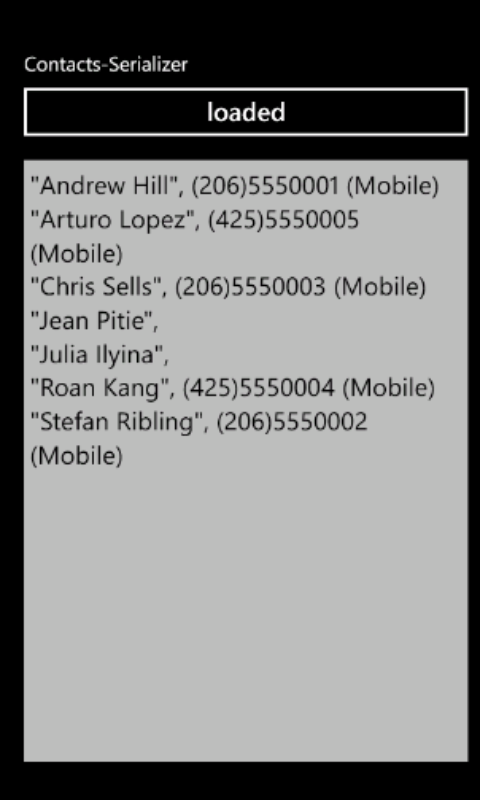 Contacts-Serializer
loaded
"Andrew Hill", (206)5550001 (Mobile)
"Arturo Lopez", (425)5550005
(Mobile)
"Chris Sells", (206)5550003 (Mobile)
"Jean Pitie",
"Julia Ilyina",
"Roan Kang", (425)5550004 (Mobile)
"Stefan Ribling", (206)5550002
(Mobile)